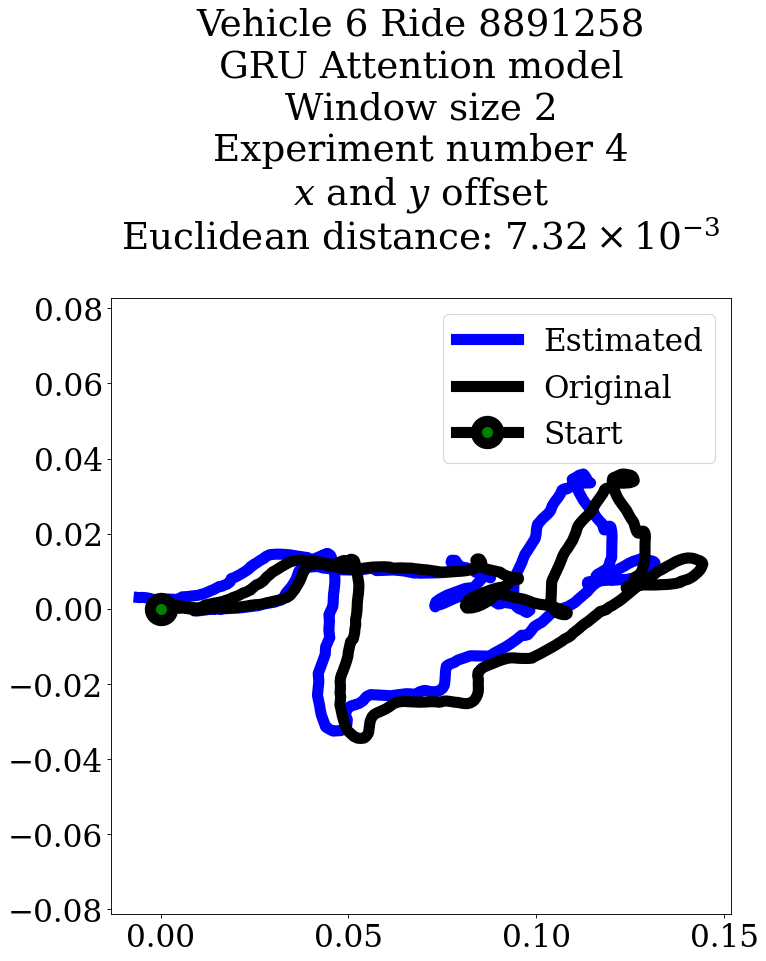 Vehicle 6 Ride 8891258
GRU Attention model
Window size 2
Experiment number 4
x and y offset
Euclidean distance: 7.32 × 10⁻³
Estimated
Original
Start
0.08
0.06
0.04
0.02
0.00
−0.02
−0.04
−0.06
−0.08
0.00 0.05 0.10 0.15